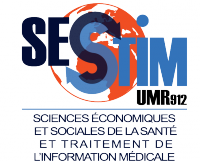 SESSTIM
UMR912
SCIENCES ÉCONOMIQUES
ET SOCIALES DE LA SANTÉ
ET TRAITEMENT DE
L'INFORMATION MÉDICALE